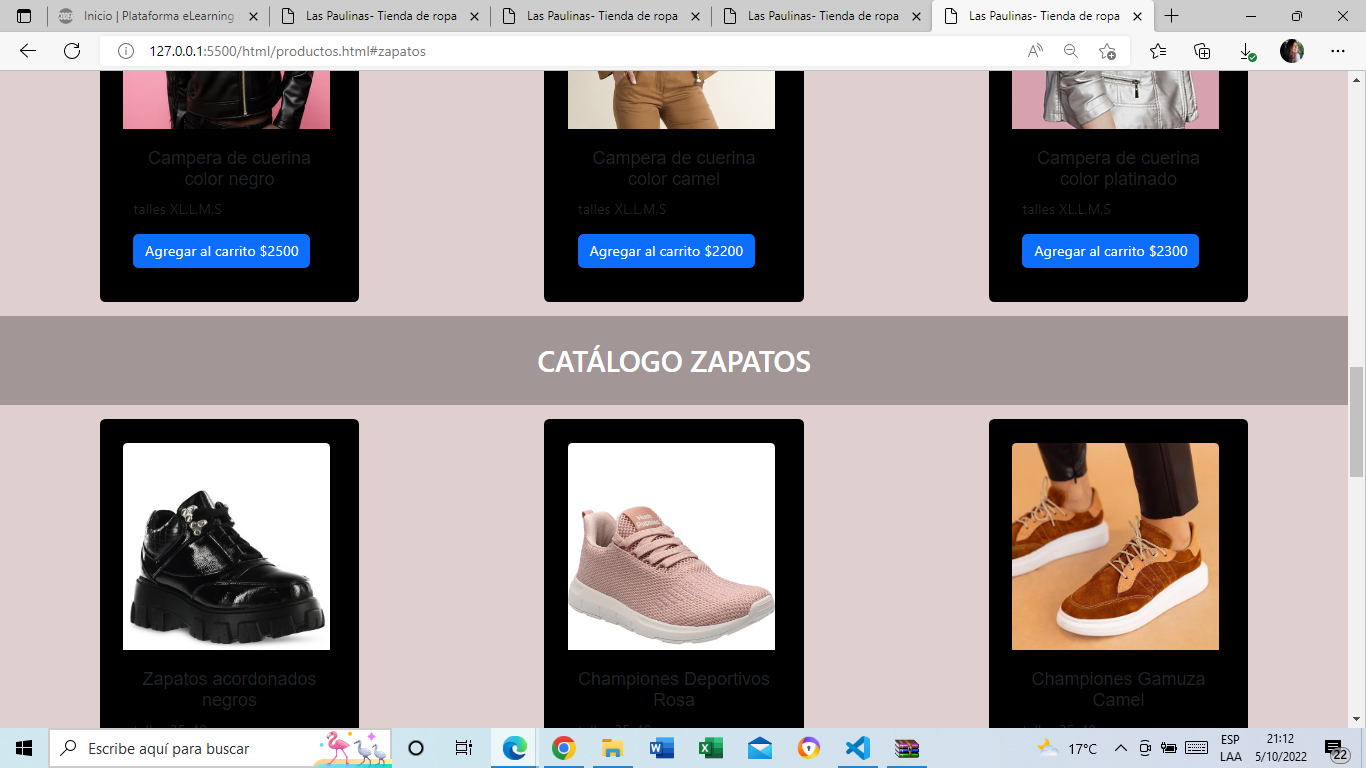 Inicio | Plataforma eLearning
Las Paulinas- Tienda de ropa
Las Paulinas- Tienda de ropa
Las Paulinas- Tienda de ropa
Las Paulinas- Tienda de ropa
127.0.0.1:5500/html/productos.html#zapatos
Campera de cuerina
color negro
talles XL,L,M,S
Agregar al carrito $2500
Campera de cuerina
color camel
talles XL,L,M,S
Agregar al carrito $2200
Campera de cuerina
color platinado
talles XL,L,M,S
Agregar al carrito $2300
CATÁLOGO ZAPATOS
Zapatos acordonados
negros
Hush
Puppies
Championes Deportivos
Rosa
Championes Gamuza
Camel
Escribe aquí para buscar
17°C
ESP
LAA
21:12
5/10/2022
22